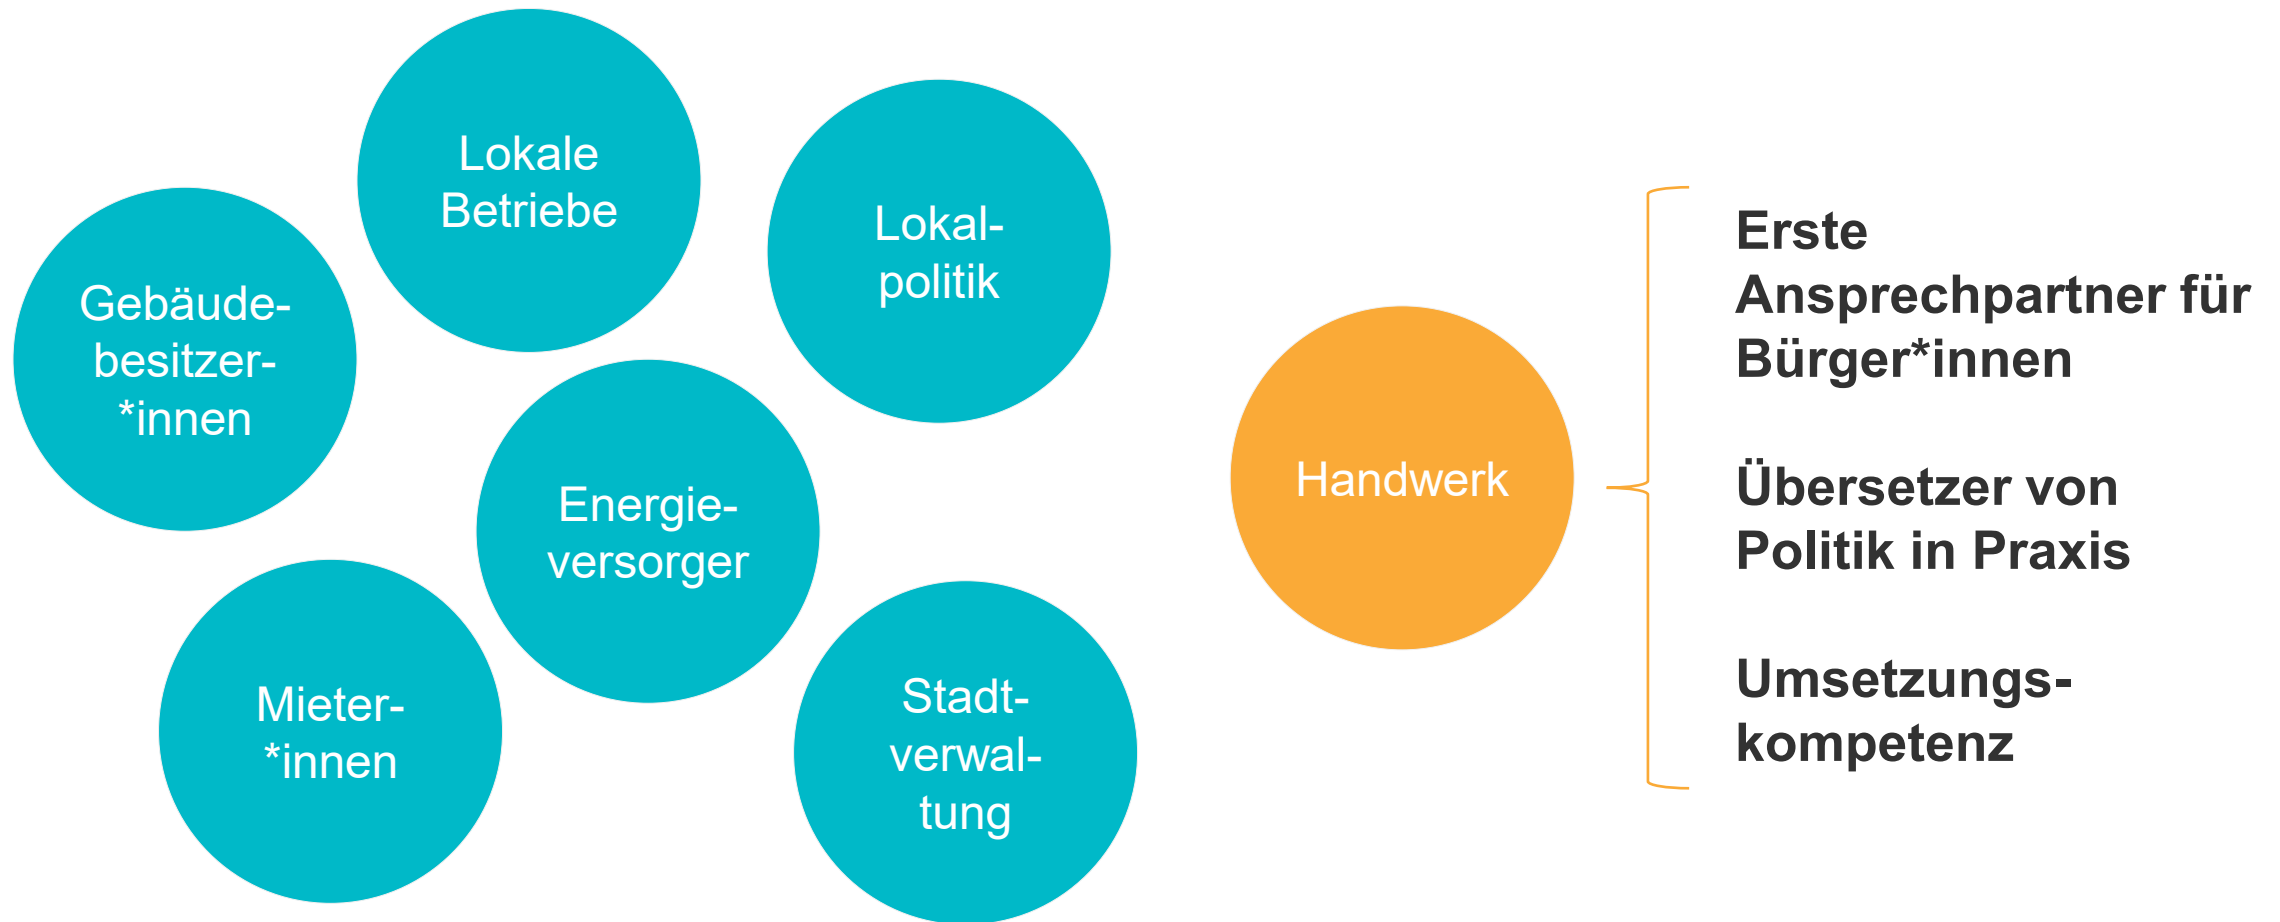 Lokale
Betriebe
Lokal-
politik
Gebäude-
besitzer-
*innen
Energie-
versorger
Mieter-
*innen
Stadt-
verwal-
tung
Handwerk
Erste
Ansprechpartner für
Bürger*innen
Übersetzer von
Politik in Praxis
Umsetzungs-
kompetenz